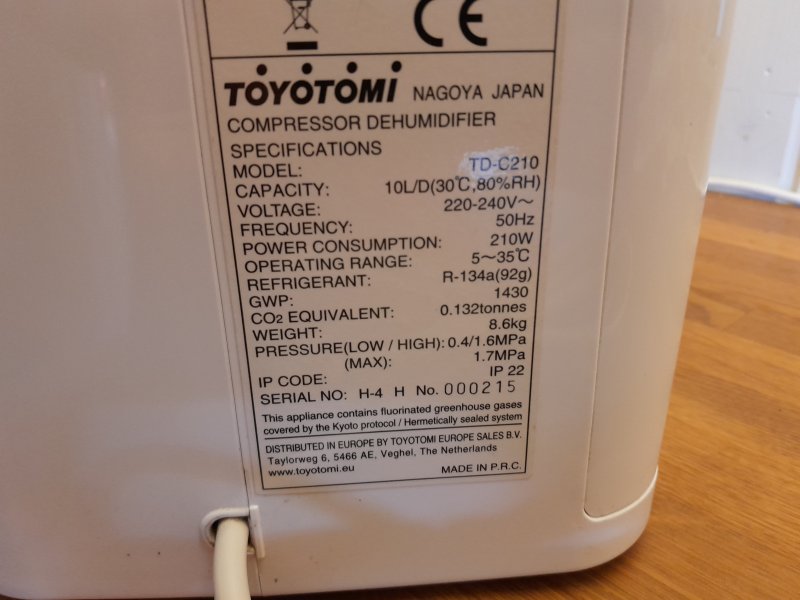 CE
TOYOTOMI NAGOYA JAPAN
COMPRESSOR DEHUMIDIFIER
SPECIFICATIONS
MODEL: TD-C210
CAPACITY: 10L/D(30℃,80%RH)
VOLTAGE: 220-240V～
FREQUENCY: 50Hz
POWER CONSUMPTION: 210W
OPERATING RANGE: 5～35℃
REFRIGERANT: R-134a(92g)
GWP: 1430
CO₂ EQUIVALENT: 0.132tonnes
WEIGHT: 8.6kg
PRESSURE(LOW / HIGH): 0.4/1.6MPa
(MAX): 1.7MPa
IP CODE: IP 22
SERIAL NO: H-4 H No. 000215
This appliance contains fluorinated greenhouse gases
covered by the Kyoto protocol / Hermetically sealed system
DISTRIBUTED IN EUROPE BY TOYOTOMI EUROPE SALES B.V.
Taylorweg 6, 5466 AE, Veghel, The Netherlands
www.toyotomi.eu MADE IN P.R.C.